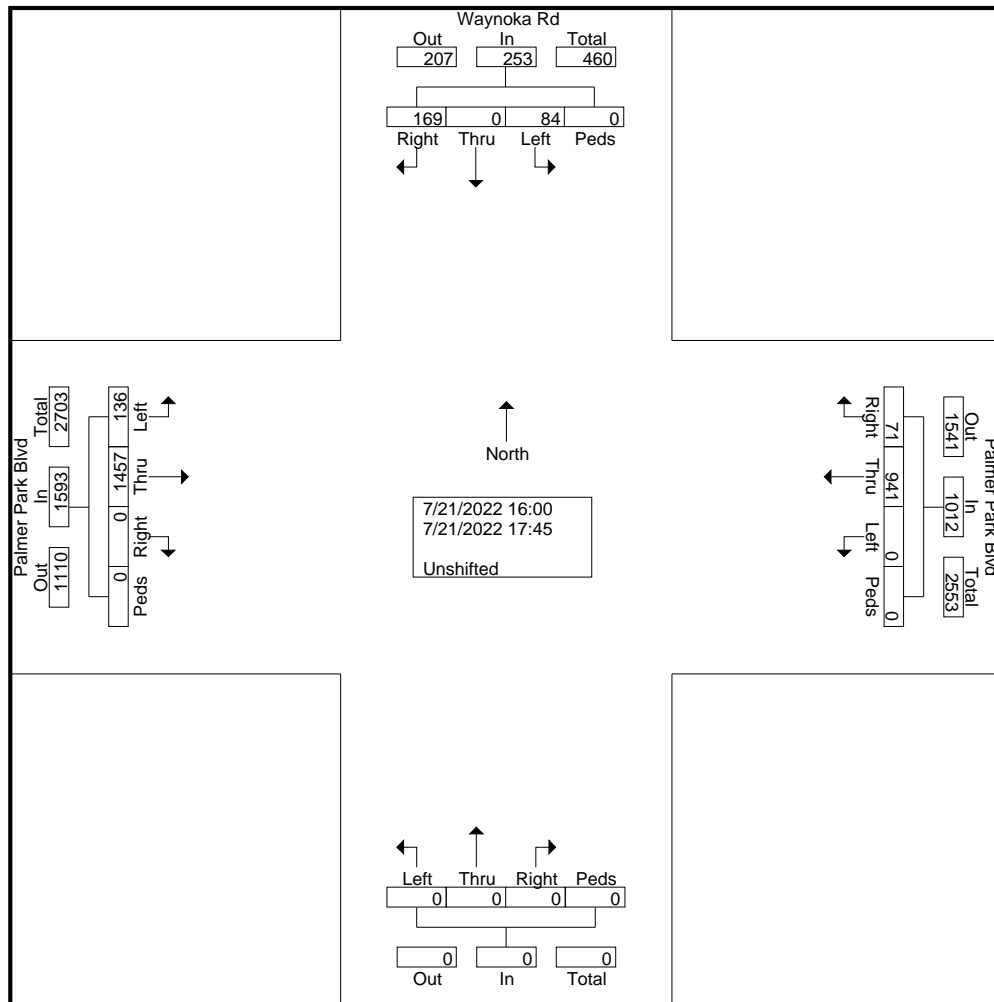 Waynoka Rd
Out In Total
207 253 460
169 0 84 0
Right Thru Left Peds
Palmer Park Blvd
Total In Out
2703 1593 1110
136 1457 0 0
Left Thru Right Peds
North
7/21/2022 16:00
7/21/2022 17:45
Unshifted
Right Thru Left Peds
71 941 0 0
Out In Total
1541 1012 2553
Palmer Park Blvd
Left Thru Right Peds
0 0 0 0
0 0 0
Out In Total